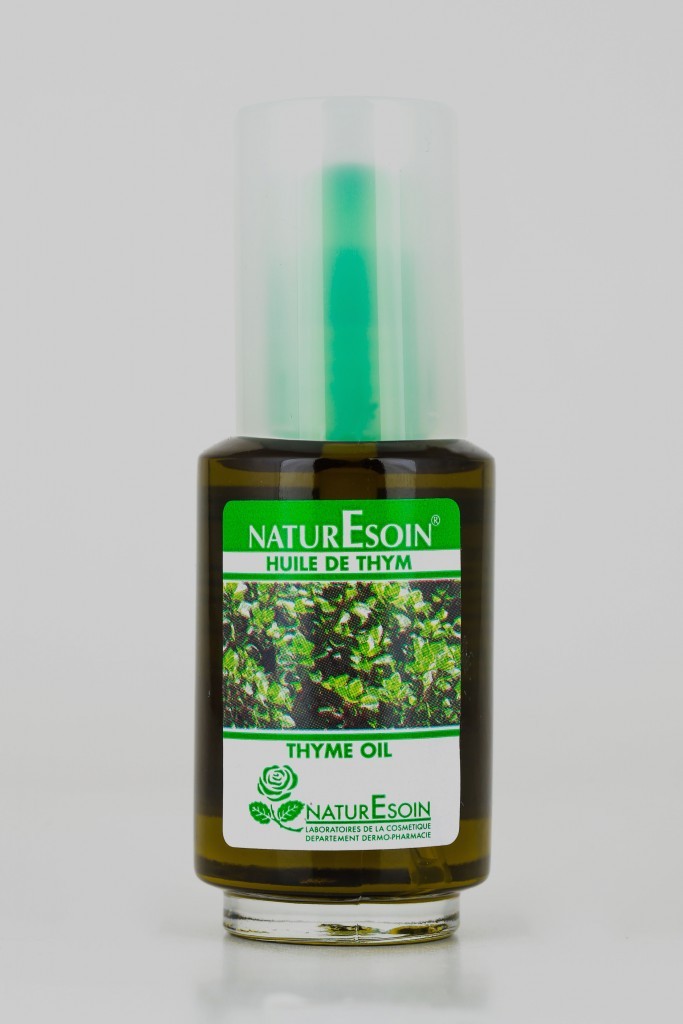 NATURESOIN®
HUILE DE THYM
THYME OIL
NATURESOIN
LABORATOIRES DE LA COSMETIQUE
DEPARTEMENT DERMO-PHARMACIE